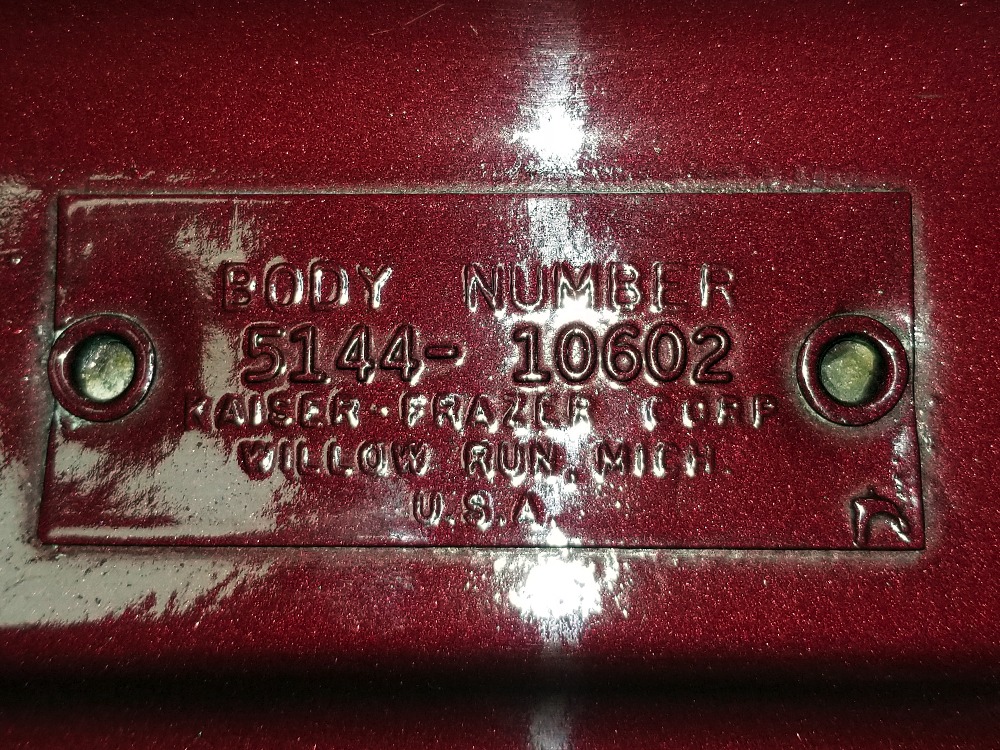 BODY NUMBER
5144- 10602
KAISER-FRAZER CORP
WILLOW RUN, MICH.
U.S.A.